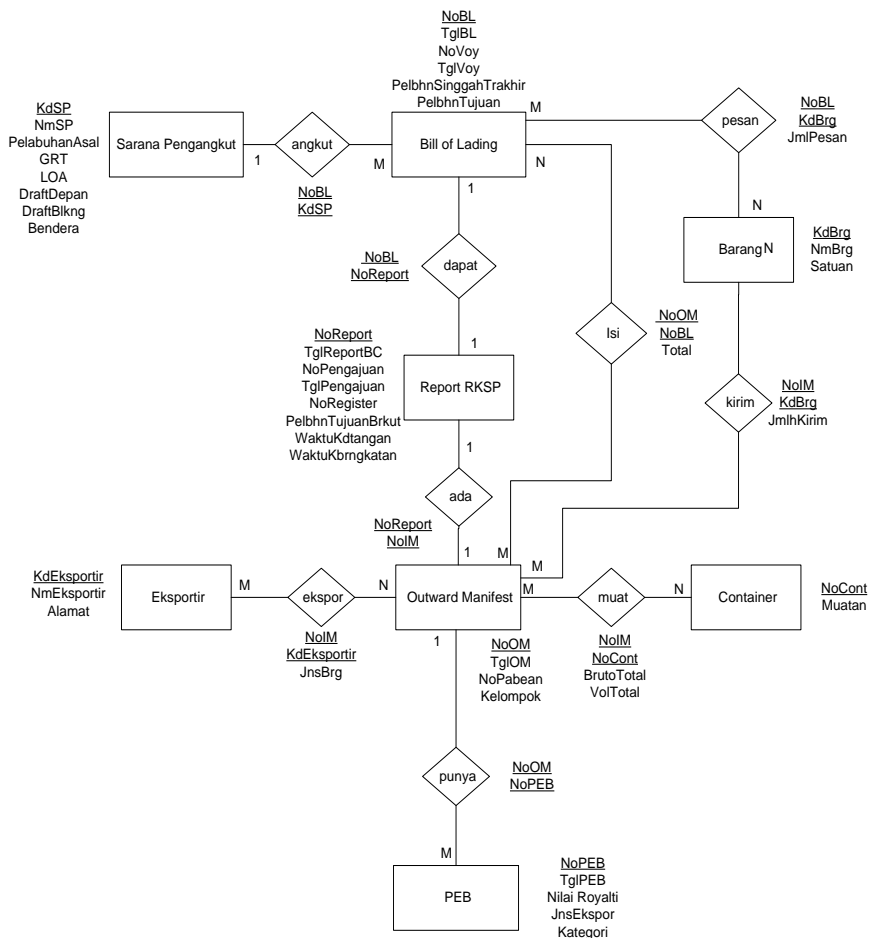 NoBL
TglBL
NoVoy
TglVoy
PelbhnSinggahTrakhir
PelbhnTujuan
KdSP
NmSP
PelabuhanAsal
GRT
LOA
DraftDepan
DraftBlkng
Bendera
Sarana Pengangkut
1
angkut
M
NoBL
KdSP
Bill of Lading
M
N
1
pesan
NoBL
KdBrg
JmlPesan
N
Barang
N
KdBrg
NmBrg
Satuan
NoBL
NoReport
dapat
1
Isi
NoOM
NoBL
Total
NoReport
TglReportBC
NoPengajuan
TglPengajuan
NoRegister
PelbhnTujuanBrkut
WaktuKdtangan
WaktuKbrngkatan
Report RKSP
1
kirim
NoIM
KdBrg
JmlhKirim
ada
NoReport
NoIM
1
M
M
M
KdEksportir
NmEksportir
Alamat
Eksportir
M
ekspor
N
NoIM
KdEksportir
JnsBrg
Outward Manifest
1
NoOM
TglOM
NoPabean
Kelompok
muat
N
NoIM
NoCont
BrutoTotal
VolTotal
Container
NoCont
Muatan
punya
NoOM
NoPEB
M
PEB
NoPEB
TglPEB
Nilai Royalti
JnsEkspor
Kategori